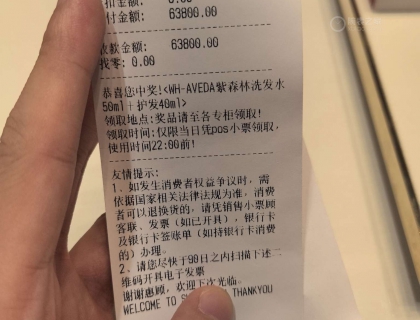 扣金额: 0.00
付金额: 63800.00
收款金额: 63800.00
找零: 0.00
恭喜您中奖!<WH-AVEDA紫森林洗发水
50ml+护发40ml>
领取地点:奖品请至各专柜领取!
领取时间:仅限当日凭pos小票领取,
使用时间22:00前!
友情提示:
1、如发生消费者权益争议时,需
依据国家相关法律法规为准,消费
者可以退换货的,请凭销售小票顾
客联、发票(如已开具),银行卡
及银行卡签账单(如持银行卡消费
的)办理。
2、请您尽快于90日之内扫描下述二
维码开具电子发票
谢谢惠顾,欢迎下次光临。
WELCOME TO THANKYOU